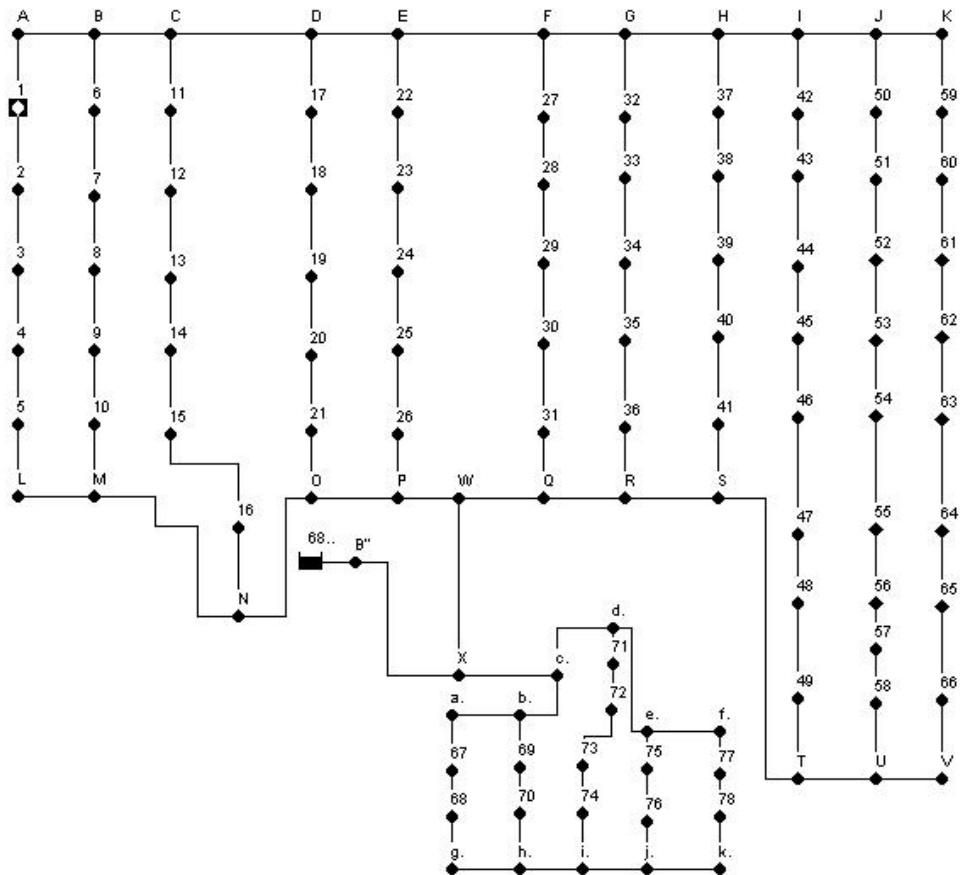 A B C D E F G H I J K
1 6 11 17 22 27 32 37 42 50 59
2 7 12 18 23 28 33 38 43 51 60
3 8 13 19 24 29 34 39 44 52 61
4 9 14 20 25 30 35 40 45 53 62
5 10 15 21 26 31 36 41 46 54 63
L M 16 O P W Q R S 47 55 64
68.. B"
N 48 56 65
d. 57
X c. 71
a. b. 72 49 58 66
e. f.
67 69 73 75 77 T U V
68 70 74 76 78
g. h. i. j. k.